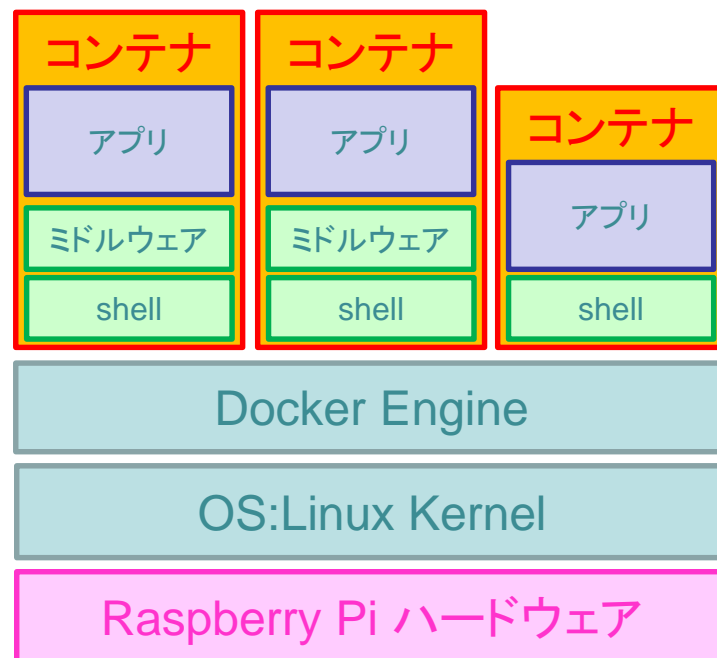 コンテナ
アプリ
ミドルウェア
shell
コンテナ
アプリ
ミドルウェア
shell
コンテナ
アプリ
shell
Docker Engine
OS:Linux Kernel
Raspberry Pi ハードウェア